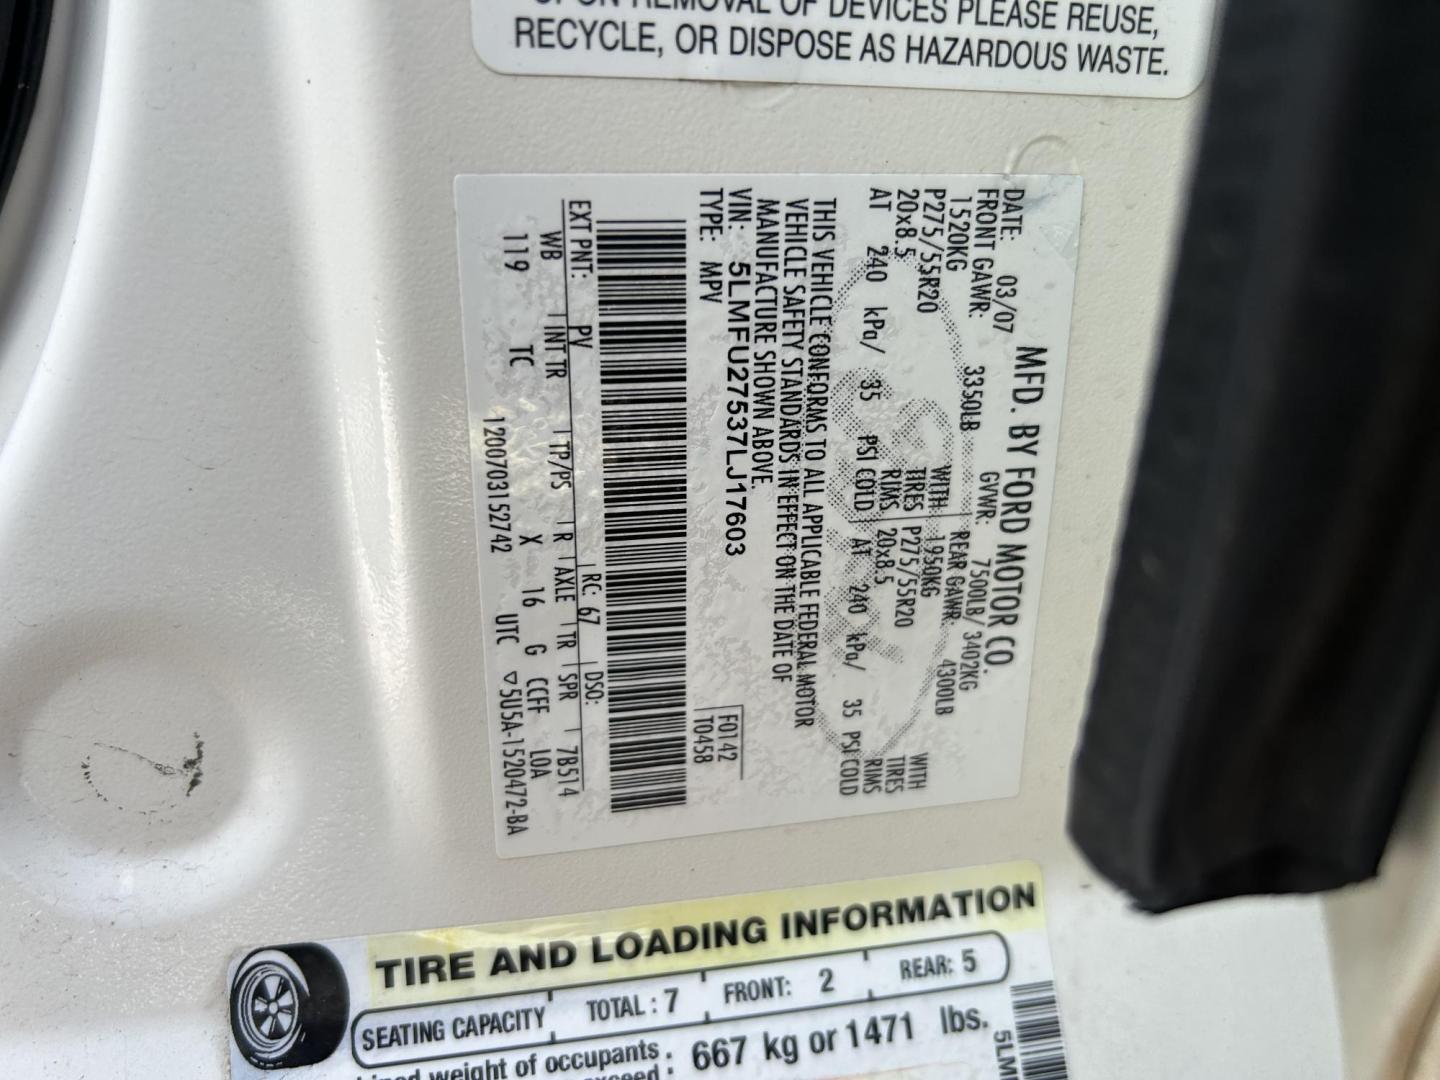 UPON REMOVAL OF DEVICES PLEASE REUSE,
RECYCLE, OR DISPOSE AS HAZARDOUS WASTE.
MFD. BY FORD MOTOR CO.
DATE: 03/07 GVWR: 7500LB/ 3402KG
FRONT GAWR: 3350LB REAR GAWR: 4300LB
1520KG WITH 1950KG WITH
P275/55R20 TIRES P275/55R20 TIRES
20x8.5 RIMS 20x8.5 RIMS
AT 240 kPa/ 35 PSI COLD AT 240 kPa/ 35 PSI COLD
THIS VEHICLE CONFORMS TO ALL APPLICABLE FEDERAL MOTOR
VEHICLE SAFETY STANDARDS IN EFFECT ON THE DATE OF
MANUFACTURE SHOWN ABOVE.
VIN: 5LMFU27537LJ17603
TYPE: MPV
F0142
T0458
EXT PNT: PV RC: 67 DSO:
WB INT TR TP/PS R AXLE TR SPR 7B514
119 TC X 16 G CCFF LOA
1200703152742 UTC ▽5U5A-1520472-BA
TIRE AND LOADING INFORMATION
SEATING CAPACITY TOTAL : 7 FRONT: 2 REAR: 5
weight of occupants : 667 kg or 1471 lbs.
exceed :
5LM